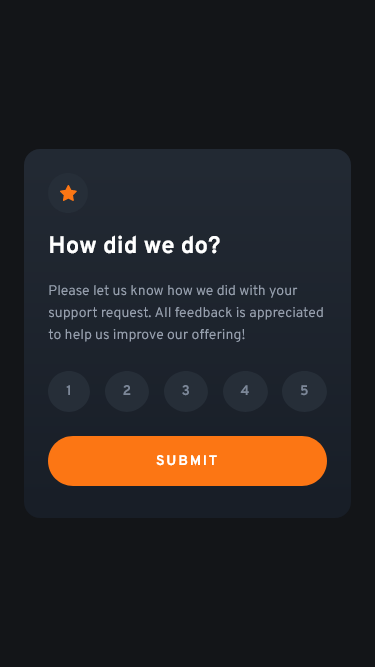 How did we do?
Please let us know how we did with your
support request. All feedback is appreciated
to help us improve our offering!
1 2 3 4 5
SUBMIT